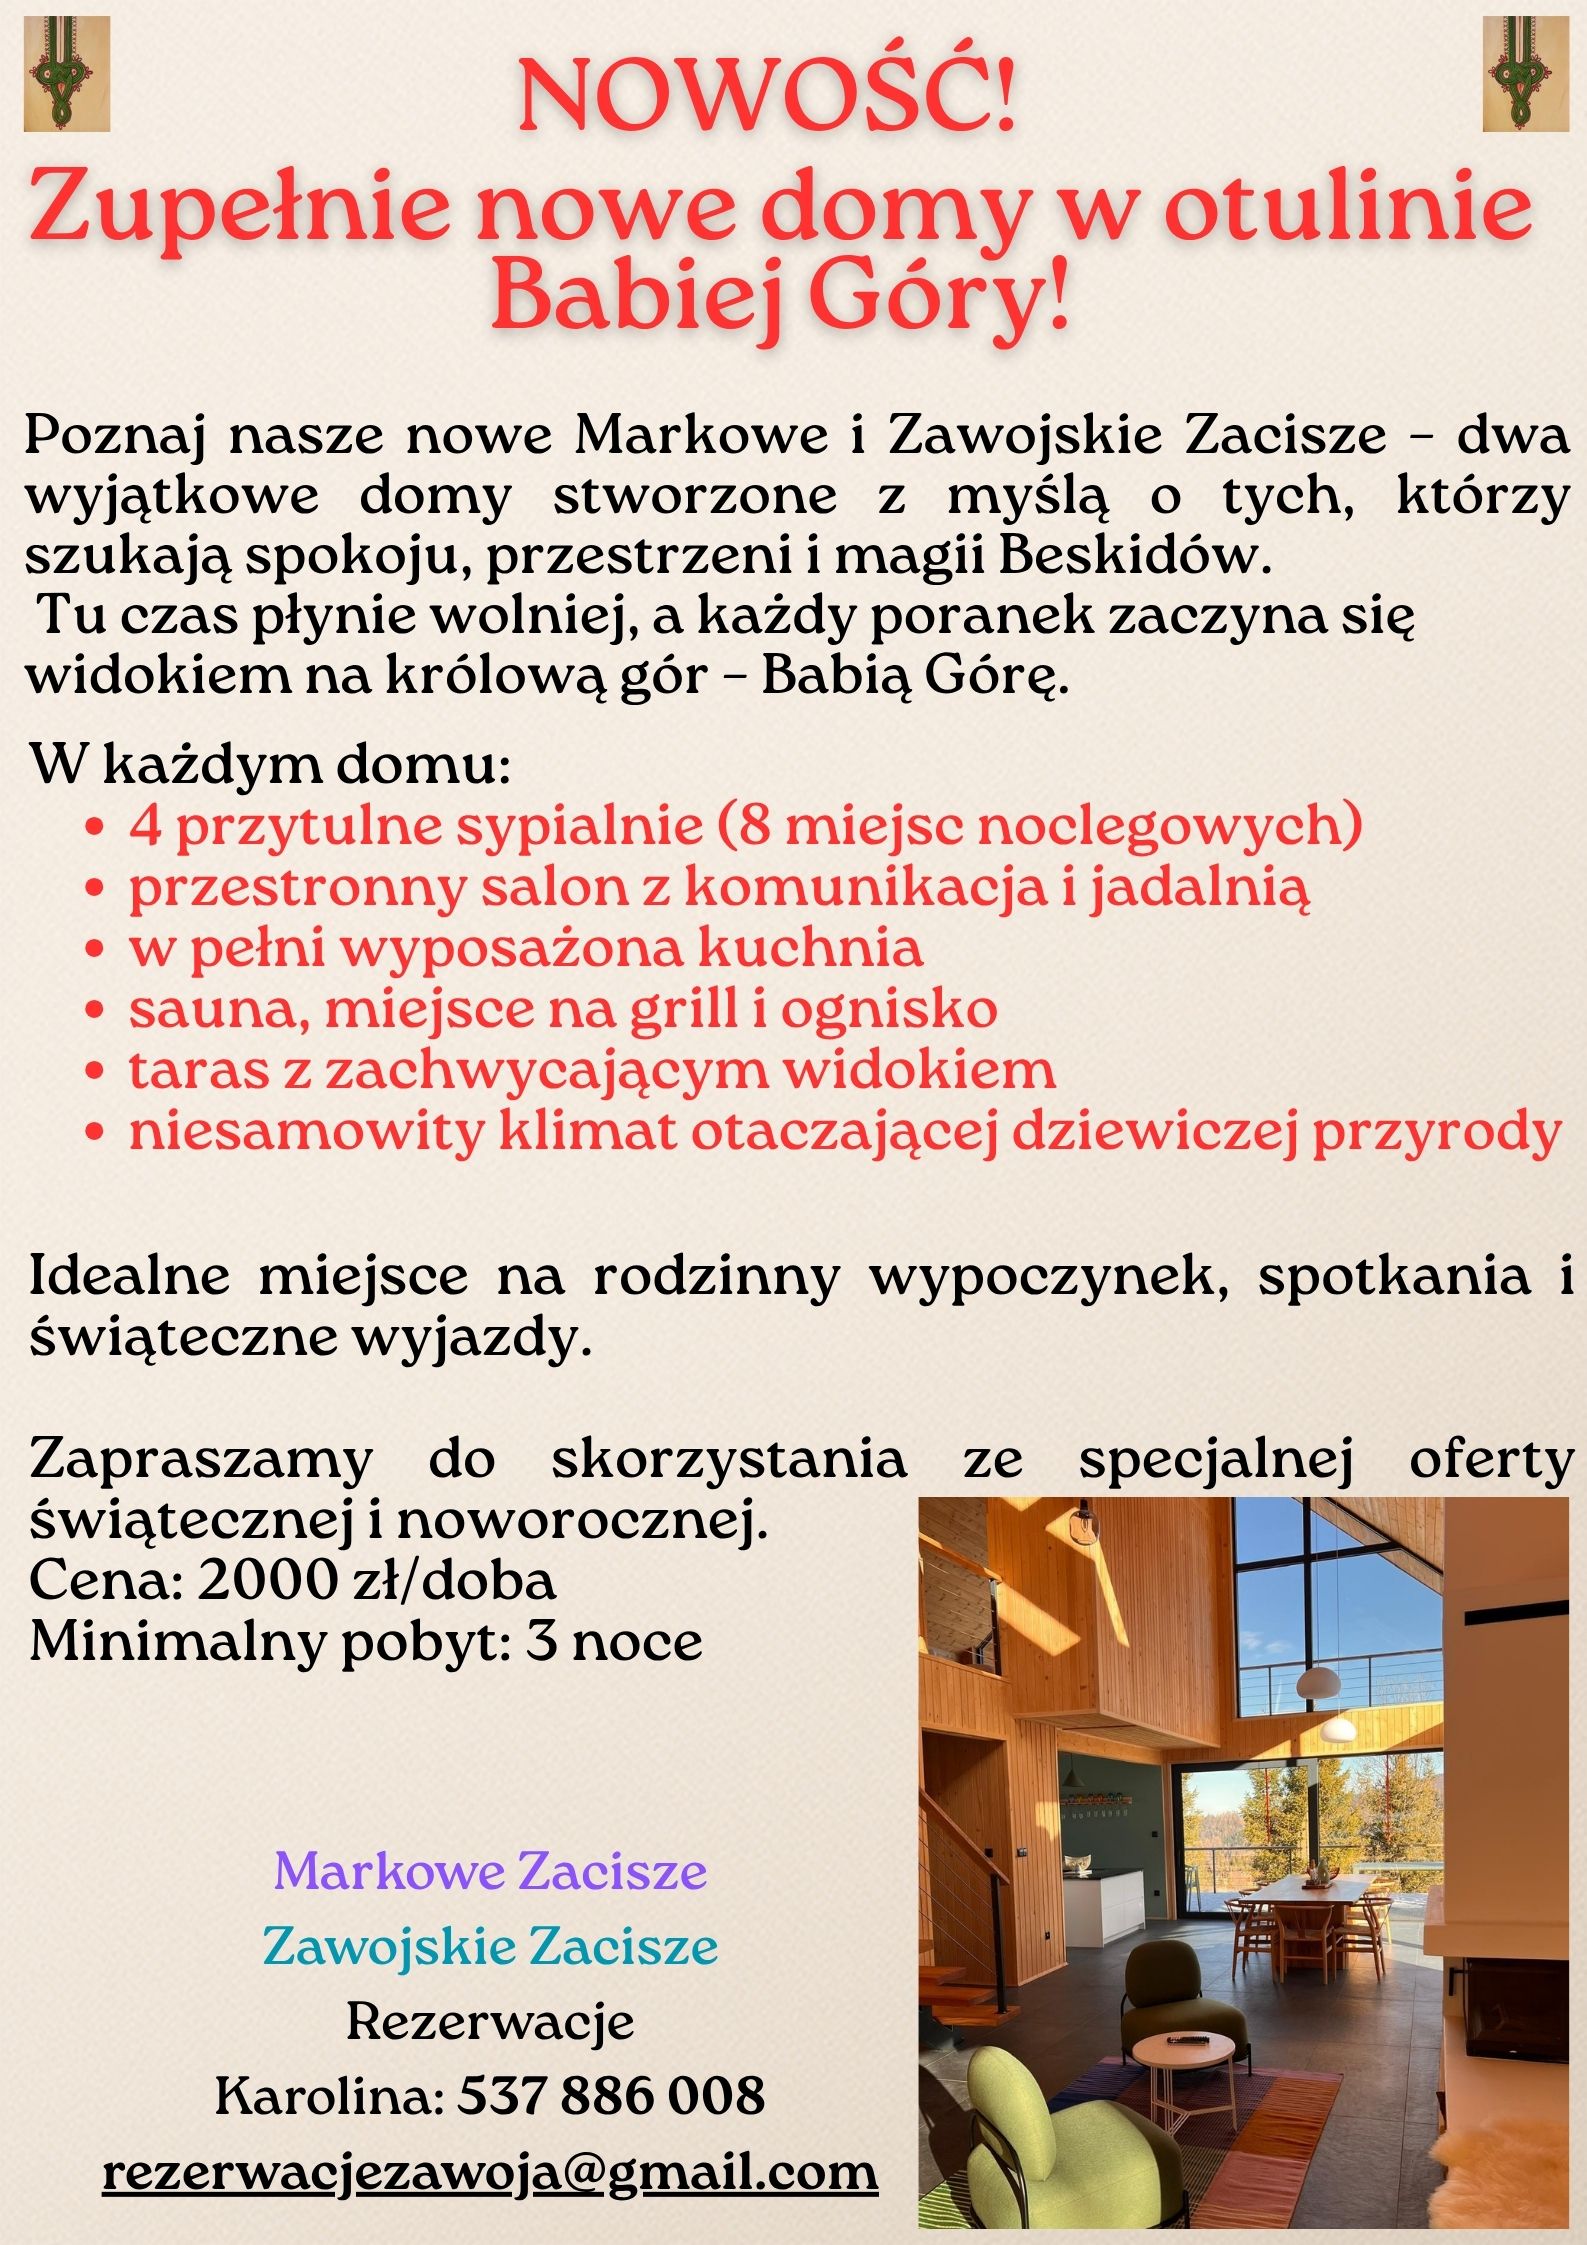 NOWOŚĆ!
Zupełnie nowe domy w otulinie
Babiej Góry!
Poznaj nasze nowe Markowe i Zawojskie Zacisze – dwa
wyjątkowe domy stworzone z myślą o tych, którzy
szukają spokoju, przestrzeni i magii Beskidów.
Tu czas płynie wolniej, a każdy poranek zaczyna się
widokiem na królową gór – Babią Górę.
W każdym domu:
• 4 przytulne sypialnie (8 miejsc noclegowych)
• przestronny salon z komunikacja i jadalnią
• w pełni wyposażona kuchnia
• sauna, miejsce na grill i ognisko
• taras z zachwycającym widokiem
• niesamowity klimat otaczającej dziewiczej przyrody
Idealne miejsce na rodzinny wypoczynek, spotkania i
świąteczne wyjazdy.
Zapraszamy do skorzystania ze specjalnej oferty
świątecznej i noworocznej.
Cena: 2000 zł/doba
Minimalny pobyt: 3 noce
Markowe Zacisze
Zawojskie Zacisze
Rezerwacje
Karolina: 537 886 008
rezerwacjezawoja@gmail.com